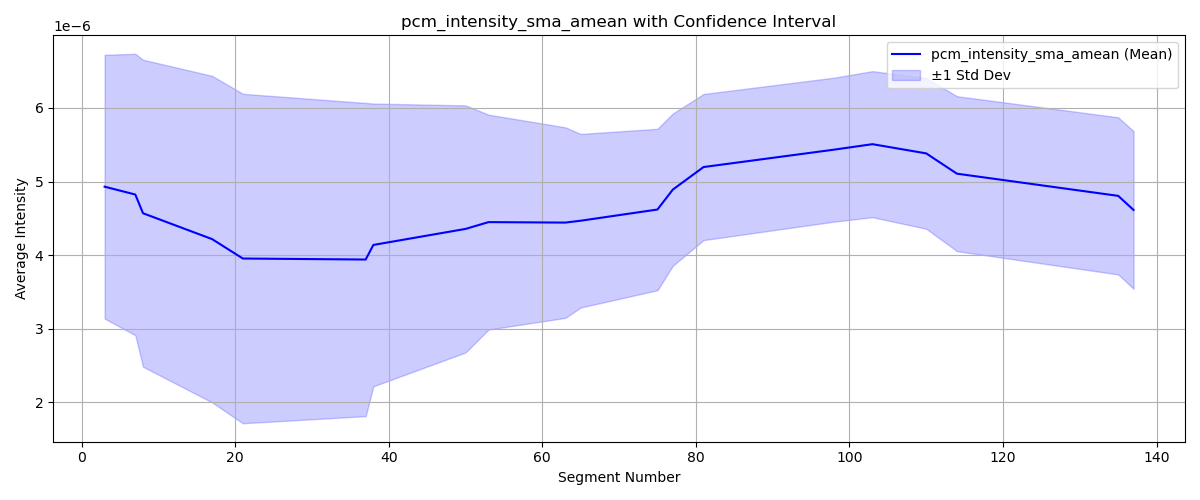 pcm_intensity_sma_amean with Confidence Interval
1e−6
pcm_intensity_sma_amean (Mean)
±1 Std Dev
Average Intensity
6
5
4
3
2
0 20 40 60 80 100 120 140
Segment Number